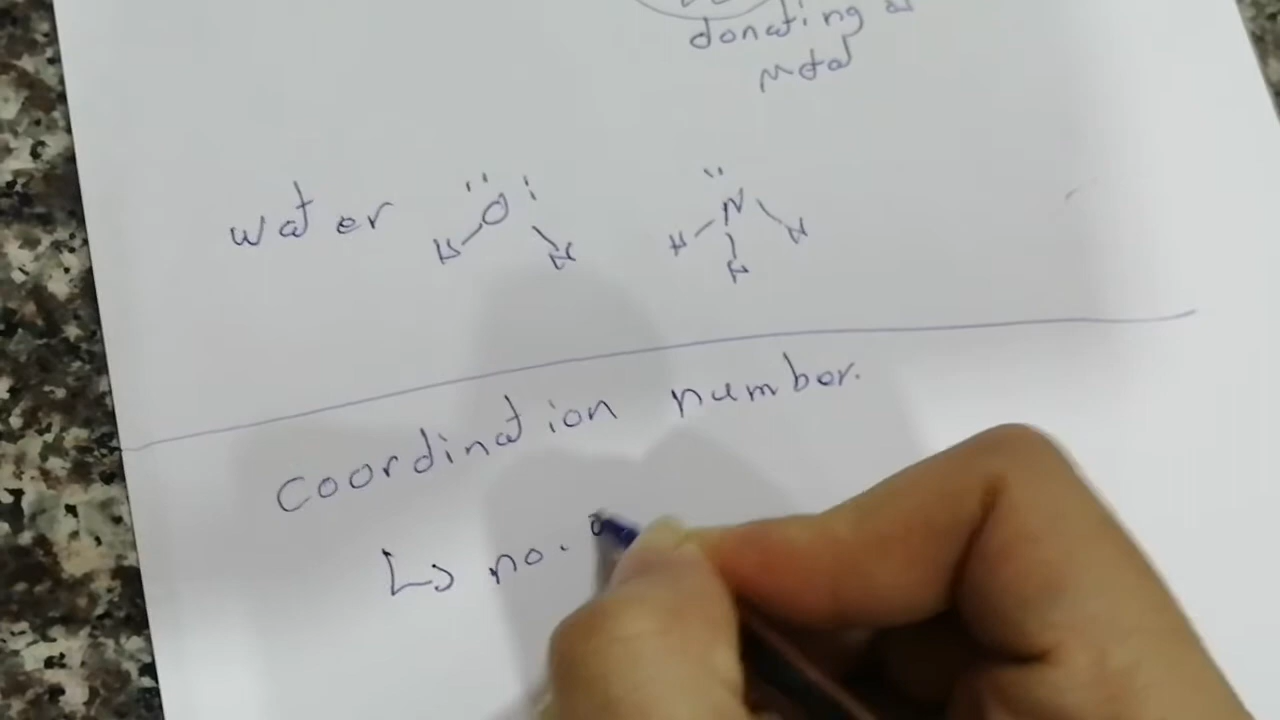 donating a
metal
water H O H H N H
H
coordination number.
↳ no. o